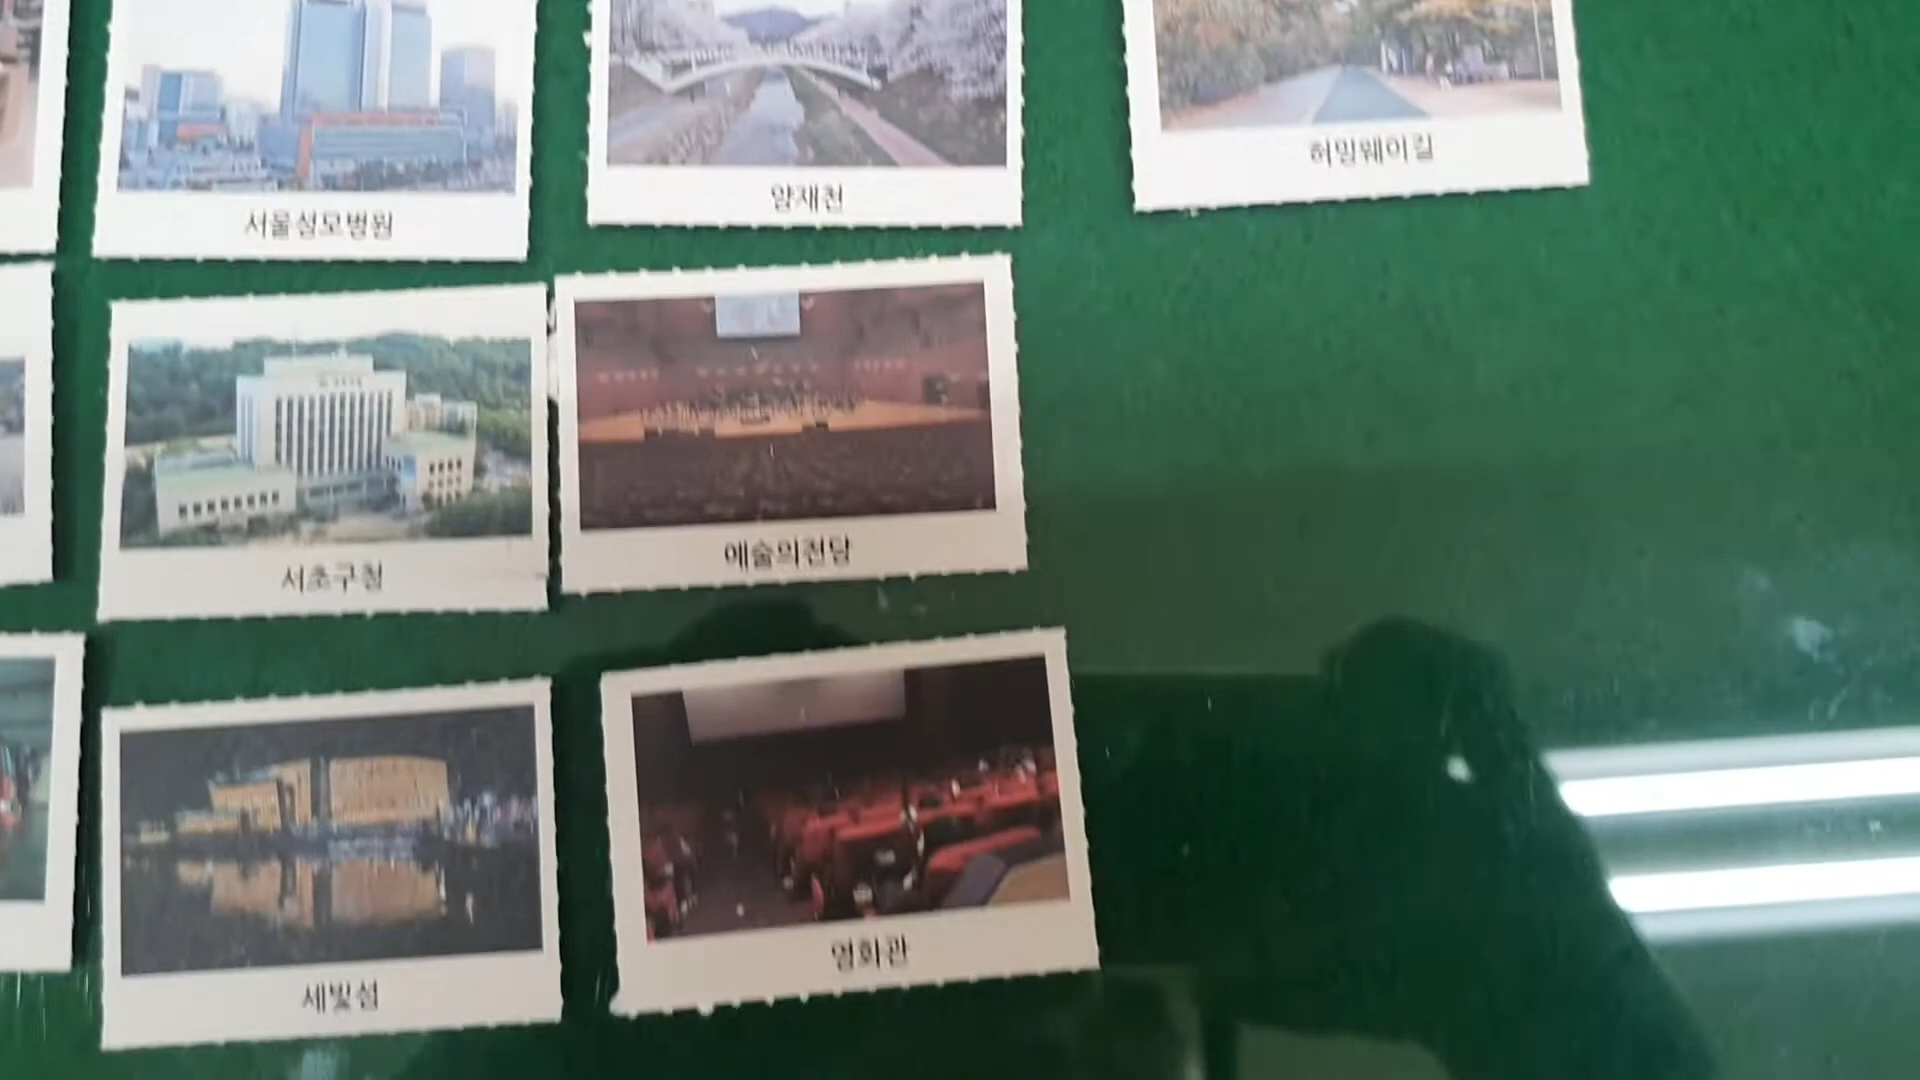 서울성모병원
양재천
허밍웨이길
서초구청
예술의전당
세빛섬
영화관